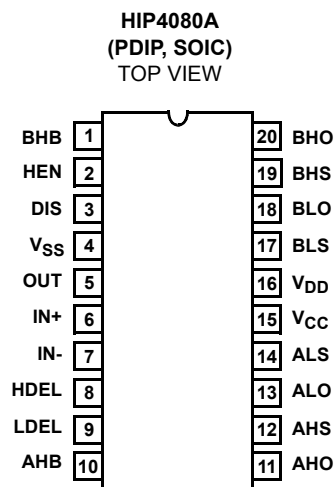 HIP4080A
(PDIP, SOIC)
TOP VIEW
BHB 1 20 BHO
HEN 2 19 BHS
DIS 3 18 BLO
VSS 4 17 BLS
OUT 5 16 VDD
IN+ 6 15 VCC
IN- 7 14 ALS
HDEL 8 13 ALO
LDEL 9 12 AHS
AHB 10 11 AHO